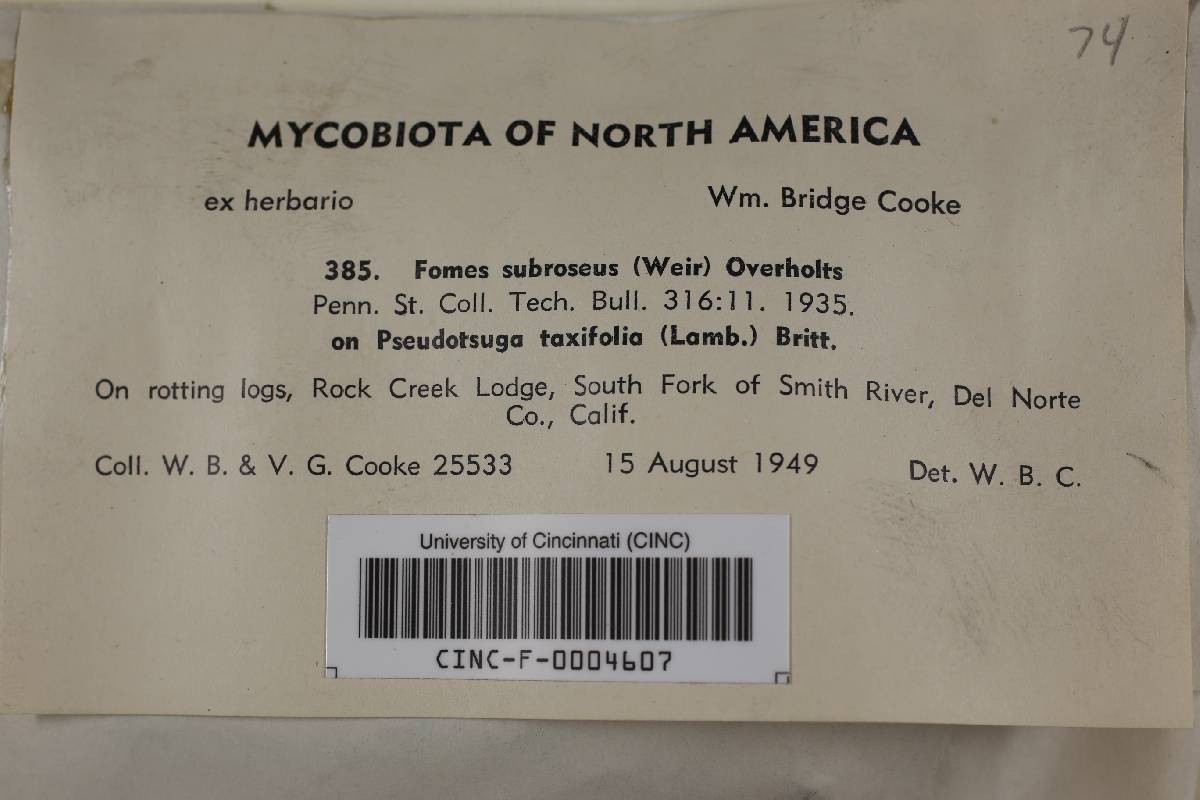 74
MYCOBIOTA OF NORTH AMERICA
ex herbario Wm. Bridge Cooke
385. Fomes subroseus (Weir) Overholts
Penn. St. Coll. Tech. Bull. 316:11. 1935.
on Pseudotsuga taxifolia (Lamb.) Britt.
On rotting logs, Rock Creek Lodge, South Fork of Smith River, Del Norte
Co., Calif.
Coll. W. B. & V. G. Cooke 25533 15 August 1949 Det. W. B. C.
University of Cincinnati (CINC)
CINC-F-0004607